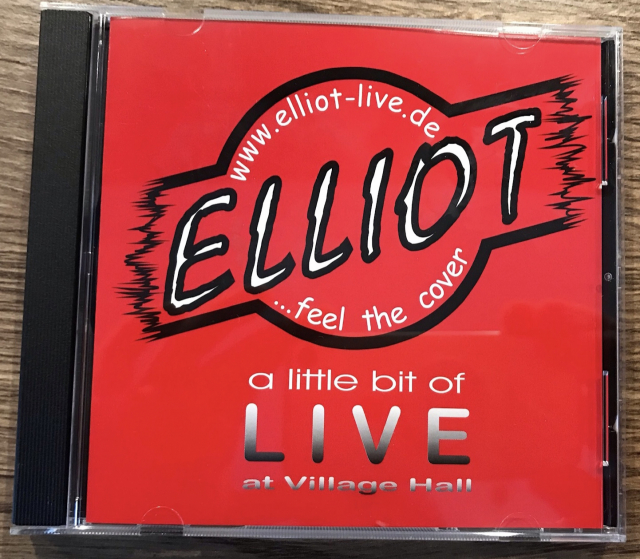 www.elliot-live.de
ELLIOT
...feel the cover
a little bit of
LIVE
at Village Hall